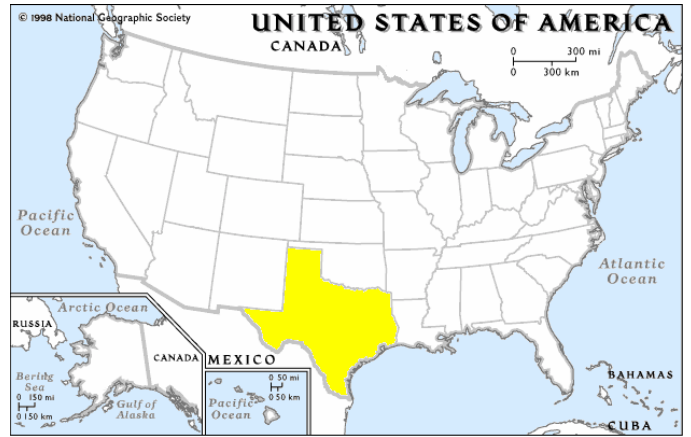 © 1998 National Geographic Society
UNITED STATES OF AMERICA
CANADA
0 300 mi
0 300 km
Pacific
Ocean
Atlantic
Ocean
Arctic Ocean
RUSSIA
CANADA
MEXICO
Bering
Sea
0 150 mi
0 150 km
Gulf of
Alaska
0 50 mi
0 50 km
Pacific
Ocean
BAHAMAS
CUBA